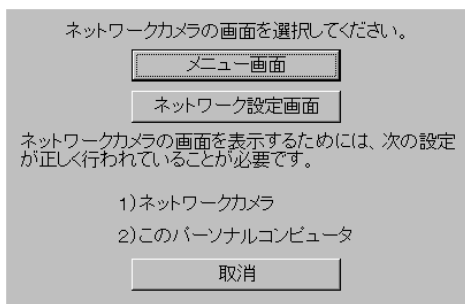 ネットワークカメラの画面を選択してください。
メニュー画面
ネットワーク設定画面
ネットワークカメラの画面を表示するためには、次の設定
が正しく行われていることが必要です。
1)ネットワークカメラ
2)このパーソナルコンピュータ
取消